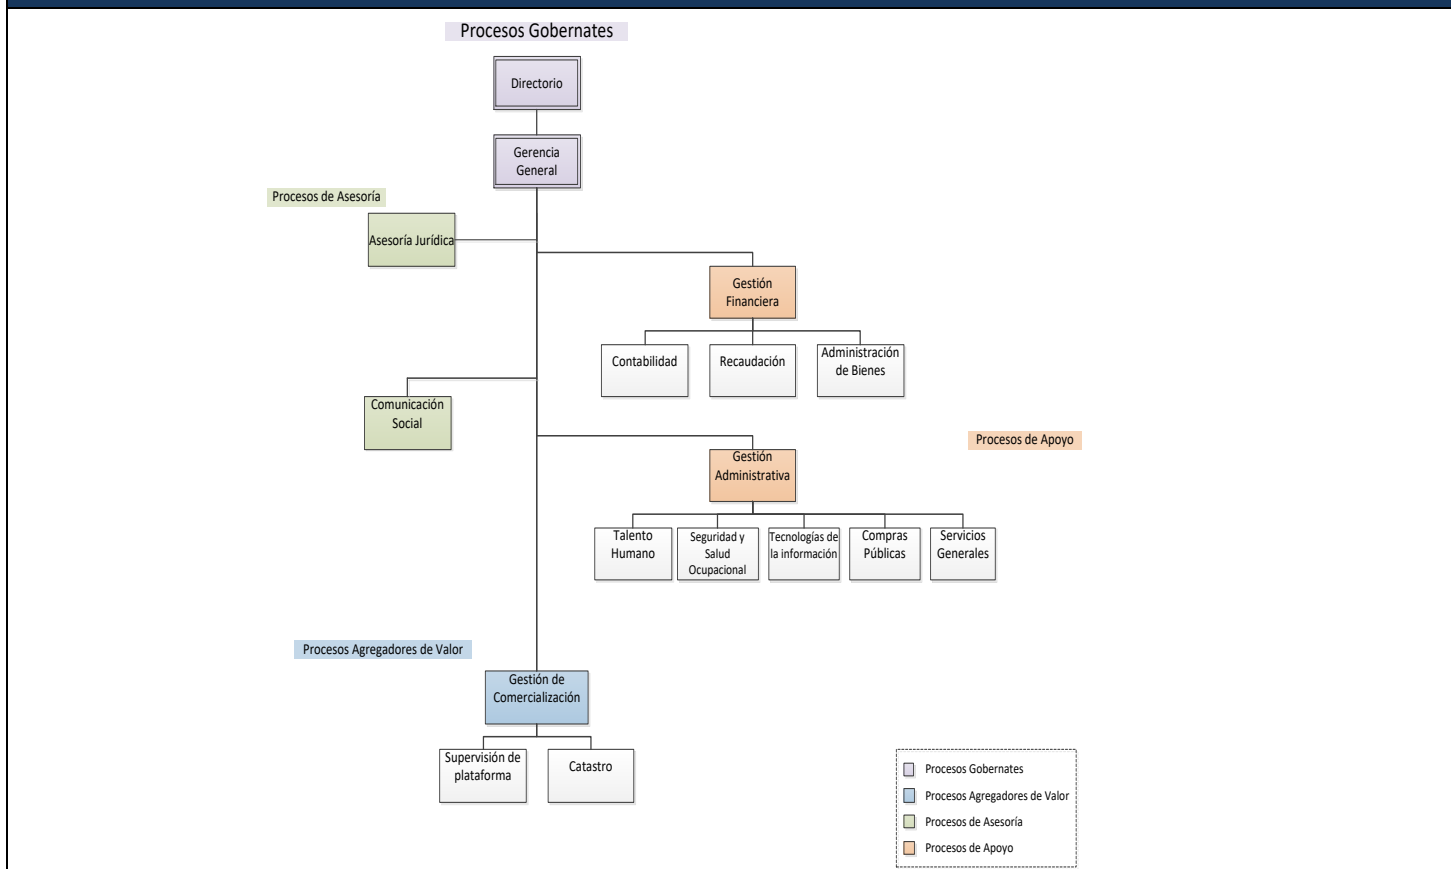 Procesos Gobernates
Directorio
Gerencia
General
Procesos de Asesoría
Asesoría Jurídica
Gestión
Financiera
Contabilidad
Recaudación
Administración
de Bienes
Comunicación
Social
Procesos de Apoyo
Gestión
Administrativa
Talento
Humano
Seguridad y
Salud
Ocupacional
Tecnologías de
la información
Compras
Públicas
Servicios
Generales
Procesos Agregadores de Valor
Gestión de
Comercialización
Supervisión de
plataforma
Catastro
Procesos Gobernates
Procesos Agregadores de Valor
Procesos de Asesoría
Procesos de Apoyo